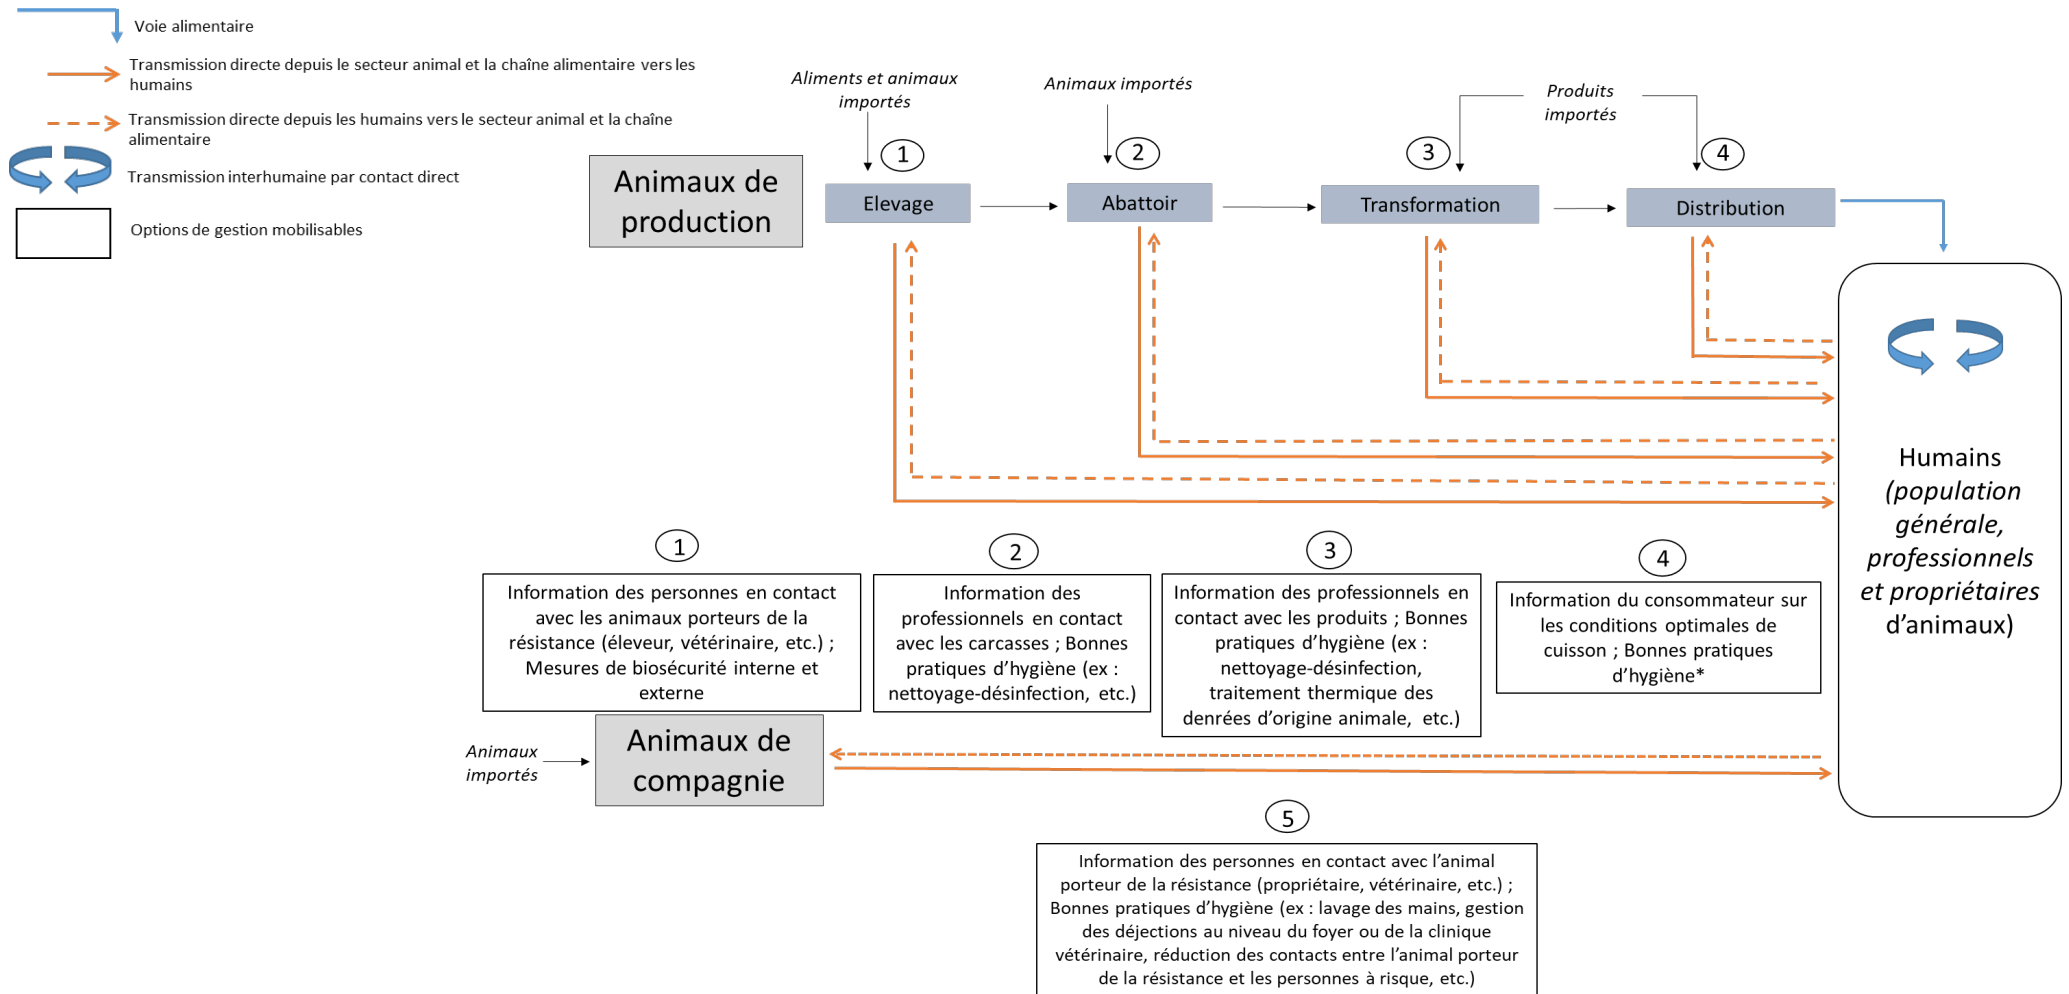 Voie alimentaire
Transmission directe depuis le secteur animal et la chaîne alimentaire vers les
humains
Transmission directe depuis les humains vers le secteur animal et la chaîne
alimentaire
Transmission interhumaine par contact direct
Options de gestion mobilisables
Aliments et animaux
importés
Animaux importés
Produits
importés
1
2
3
4
Animaux de
production
Elevage
Abattoir
Transformation
Distribution
Humains
(population
générale,
professionnels
et propriétaires
d’animaux)
1
Information des personnes en contact
avec les animaux porteurs de la
résistance (éleveur, vétérinaire, etc.) ;
Mesures de biosécurité interne et
externe
2
Information des
professionnels en contact
avec les carcasses ; Bonnes
pratiques d’hygiène (ex :
nettoyage-désinfection, etc.)
3
Information des professionnels en
contact avec les produits ; Bonnes
pratiques d’hygiène (ex :
nettoyage-désinfection,
traitement thermique des
denrées d’origine animale, etc.)
4
Information du consommateur sur
les conditions optimales de
cuisson ; Bonnes pratiques
d’hygiène*
Animaux
importés
Animaux de
compagnie
5
Information des personnes en contact avec l’animal
porteur de la résistance (propriétaire, vétérinaire, etc.) ;
Bonnes pratiques d’hygiène (ex : lavage des mains, gestion
des déjections au niveau du foyer ou de la clinique
vétérinaire, réduction des contacts entre l’animal porteur
de la résistance et les personnes à risque, etc.)